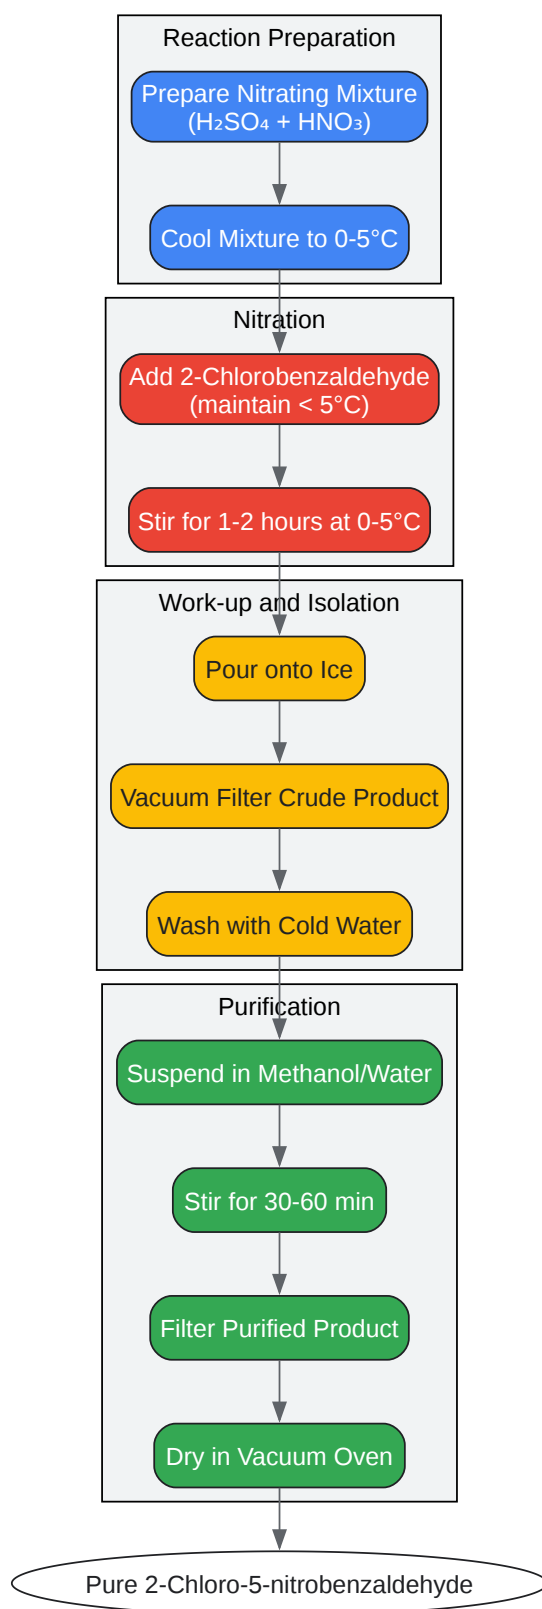 Reaction Preparation
Prepare Nitrating Mixture
(H₂SO₄ + HNO₃)
Cool Mixture to 0-5°C
Nitration
Add 2-Chlorobenzaldehyde
(maintain < 5°C)
Stir for 1-2 hours at 0-5°C
Work-up and Isolation
Pour onto Ice
Vacuum Filter Crude Product
Wash with Cold Water
Purification
Suspend in Methanol/Water
Stir for 30-60 min
Filter Purified Product
Dry in Vacuum Oven
Pure 2-Chloro-5-nitrobenzaldehyde